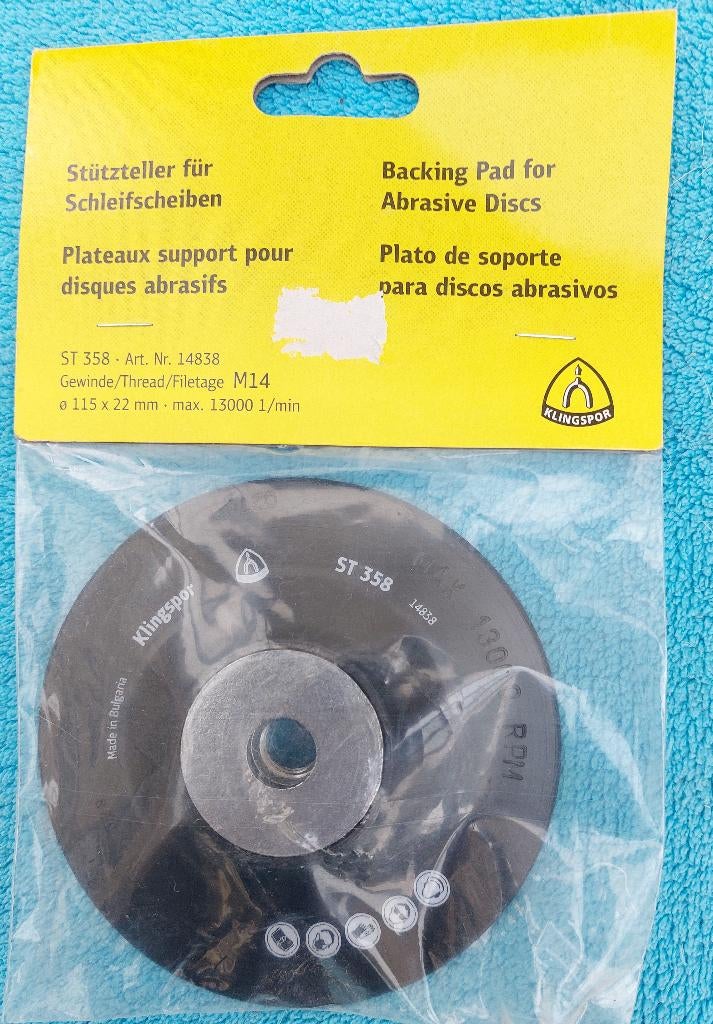 Stützteller für
Schleifscheiben
Backing Pad for
Abrasive Discs
Plateaux support pour
disques abrasifs
Plato de soporte
para discos abrasivos
ST 358 · Art. Nr. 14838
Gewinde/Thread/Filetage M14
ø 115 x 22 mm · max. 13000 1/min
KLINGSPOR
Klingspor
ST 358
14838
MAX 13000 RPM
Made in Bulgaria